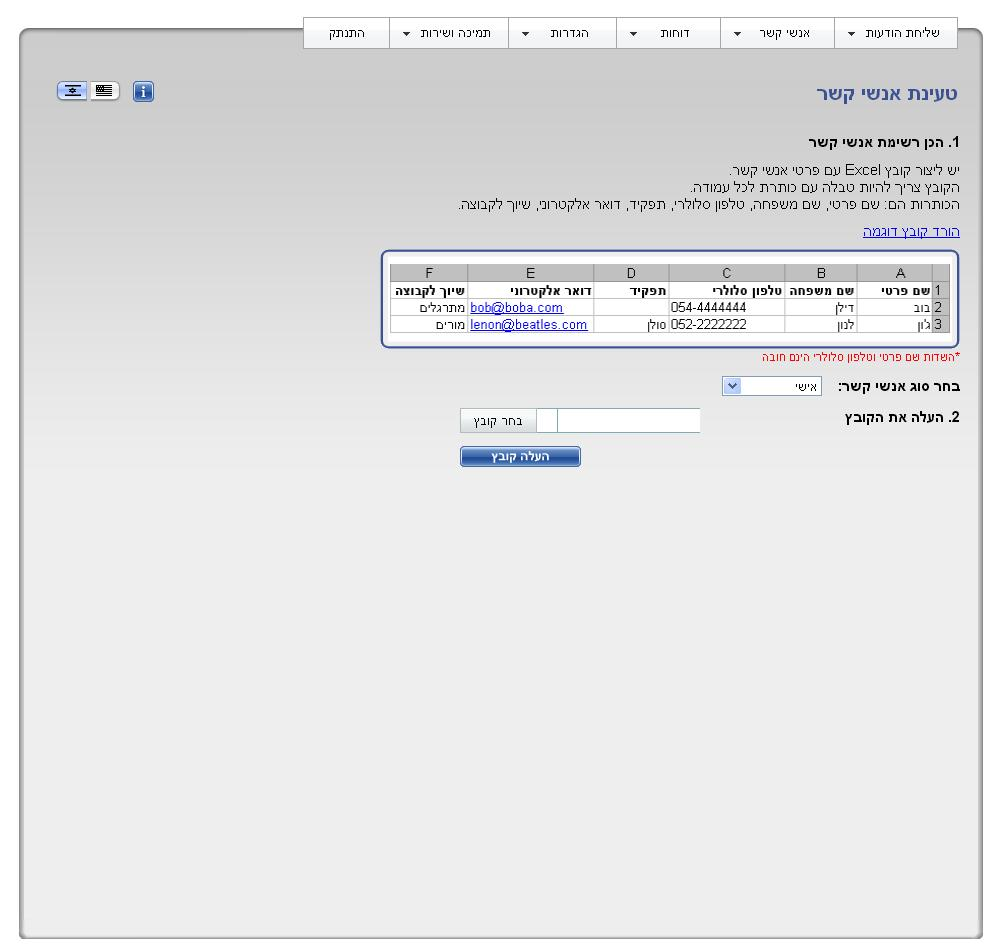 שליחת הודעות אנשי קשר דוחות הגדרות תמיכה ושירות התנתק
טעינת אנשי קשר
1. הכן רשימת אנשי קשר
יש ליצור קובץ Excel עם פרטי אנשי קשר.
הקובץ צריך להיות טבלה עם כותרת לכל עמודה.
הכותרות הם: שם פרטי, שם משפחה, טלפון סלולרי, תפקיד, דואר אלקטרוני, שיוך לקבוצה.
הורד קובץ דוגמה
A B C D E F
1 שם פרטי שם משפחה טלפון סלולרי תפקיד דואר אלקטרוני שיוך לקבוצה
2 בוב דילן 054-4444444 bob@boba.com מתרגלים
3 ג'ון לנון 052-2222222 סולן lenon@beatles.com מורים
*השדות שם פרטי וטלפון סלולרי הינם חובה
בחר סוג אנשי קשר: אישי
2. העלה את הקובץ בחר קובץ
העלה קובץ